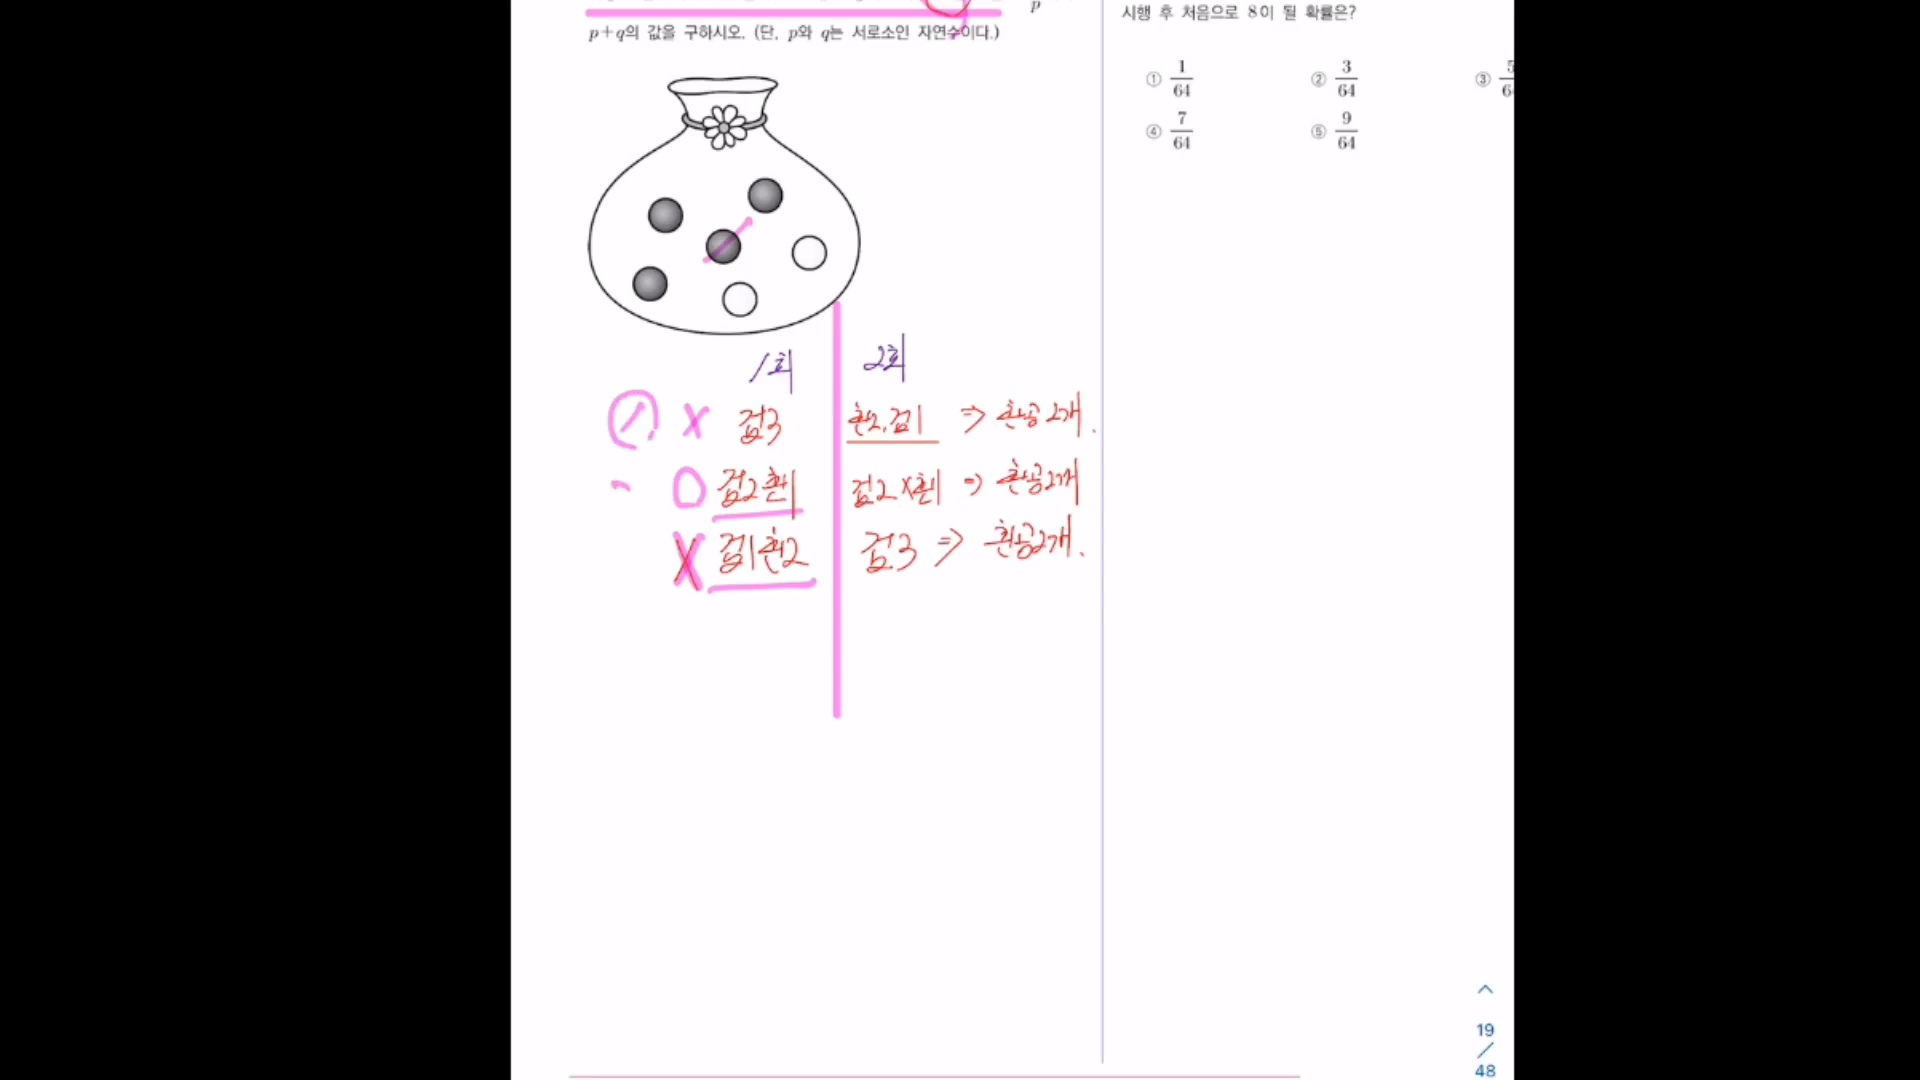 p
p+q의 값을 구하시오. (단, p와 q는 서로소인 자연수이다.)
1회 2회
① X 검3 흰2, 검1 => 흰공 2개.
O 검2흰1 검2X흰1 => 흰공2개
X 검1흰2 검3 => 흰공2개.
시행 후 처음으로 8이 될 확률은?
① 1/64 ② 3/64 ③
④ 7/64 ⑤ 9/64
19
/
48